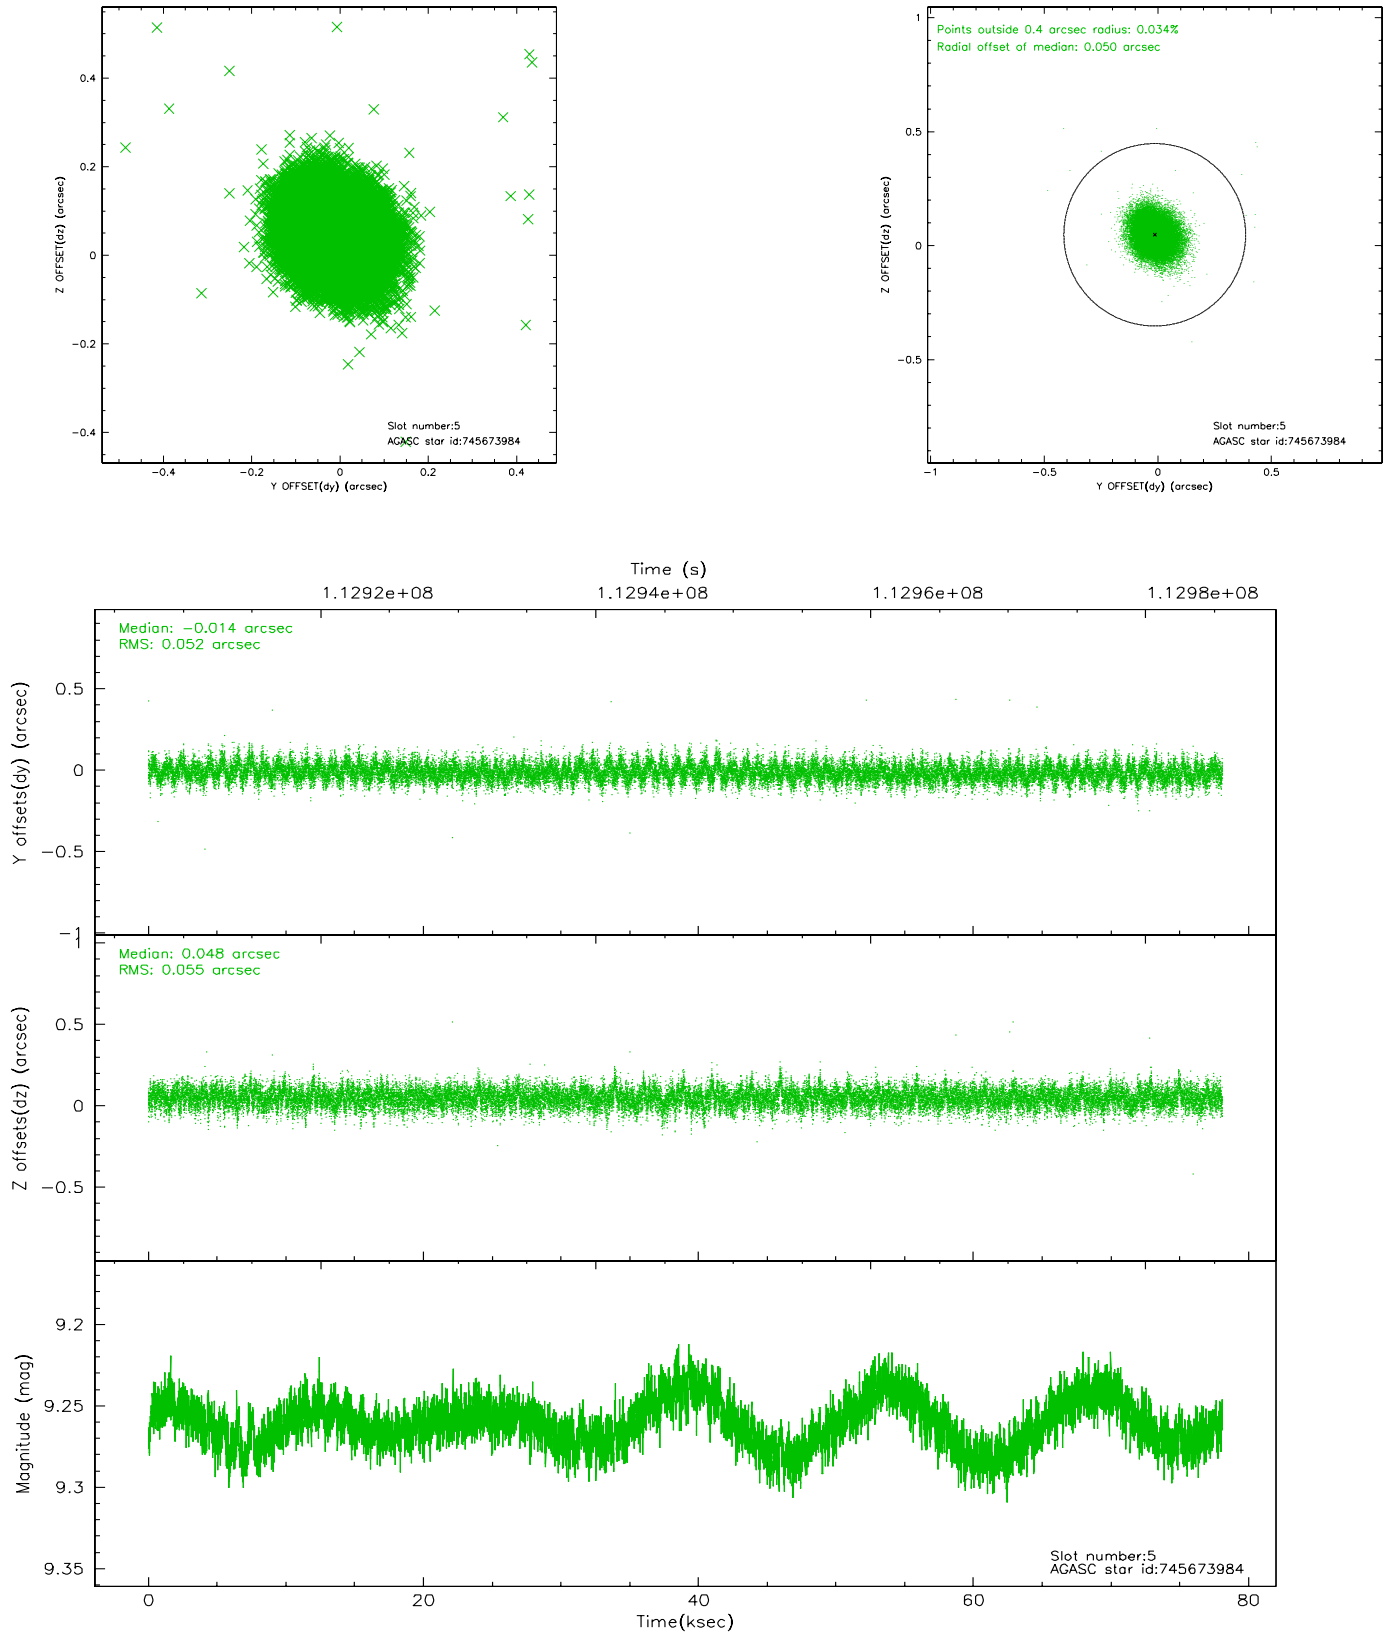 Z OFFSET(dz) (arcsec)
0.4
0.2
0
−0.2
−0.4
Slot number:5
AGASC star id:745673984
−0.4
−0.2
0
0.2
0.4
Y OFFSET(dy) (arcsec)
Points outside 0.4 arcsec radius: 0.034%
Radial offset of median: 0.050 arcsec
Z OFFSET(dz) (arcsec)
1
0.5
0
−0.5
Slot number:5
AGASC star id:745673984
−1
−0.5
0
0.5
Y OFFSET(dy) (arcsec)
Time (s)
1.1292e+08
1.1294e+08
1.1296e+08
1.1298e+08
Median: −0.014 arcsec
RMS: 0.052 arcsec
Y offsets(dy) (arcsec)
0.5
0
−0.5
−1
Median: 0.048 arcsec
RMS: 0.055 arcsec
Z offsets(dz) (arcsec)
1
0.5
0
−0.5
Magnitude (mag)
9.2
9.25
9.3
9.35
Slot number:5
AGASC star id:745673984
0
20
40
60
80
Time(ksec)